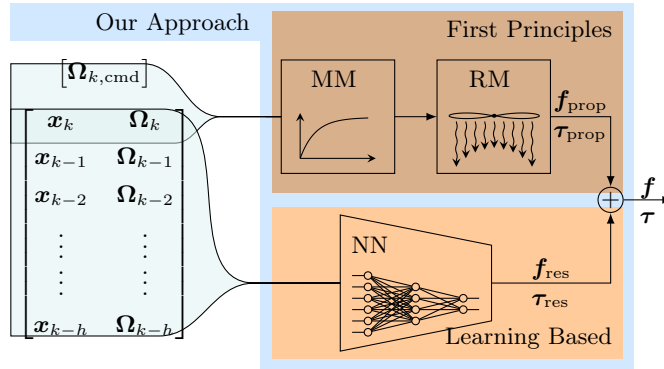 Our Approach
First Principles
[Ω_{k,cmd}]
x_k Ω_k
x_{k−1} Ω_{k−1}
x_{k−2} Ω_{k−2}
⋮ ⋮
⋮ ⋮
x_{k−h} Ω_{k−h}
MM
RM
f_prop
τ_prop
+
f
τ
NN
f_res
τ_res
Learning Based